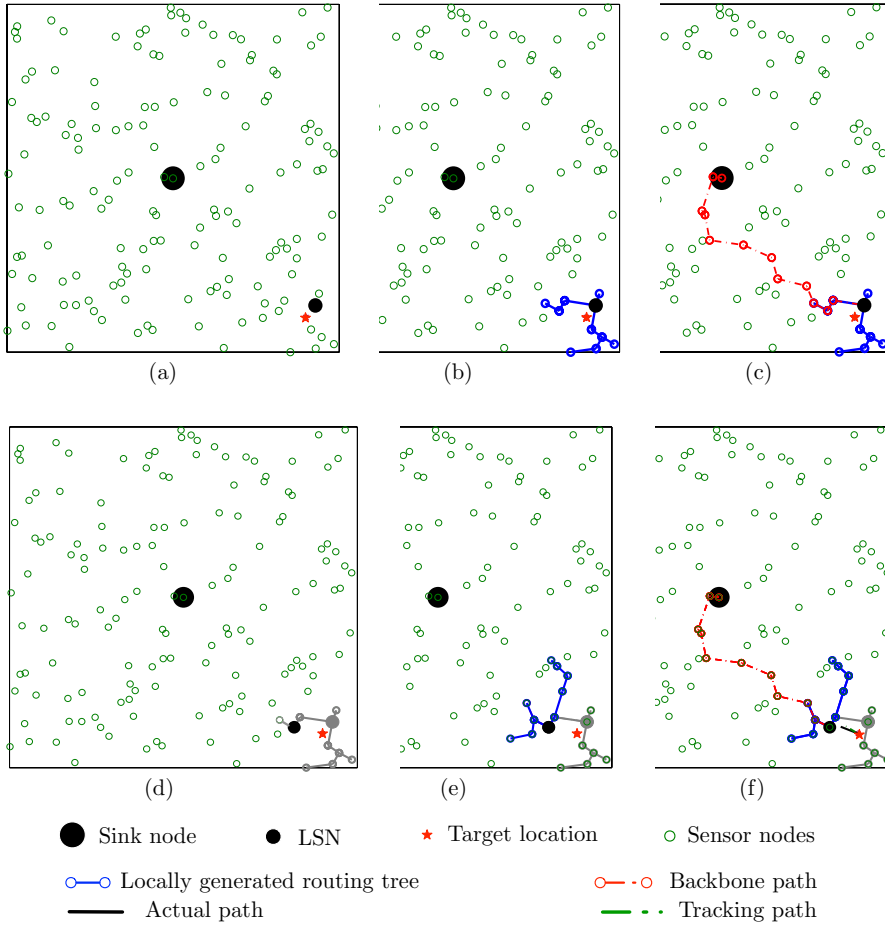 (a) (b) (c)
(d) (e) (f)
Sink node LSN Target location Sensor nodes
Locally generated routing tree Backbone path
Actual path Tracking path